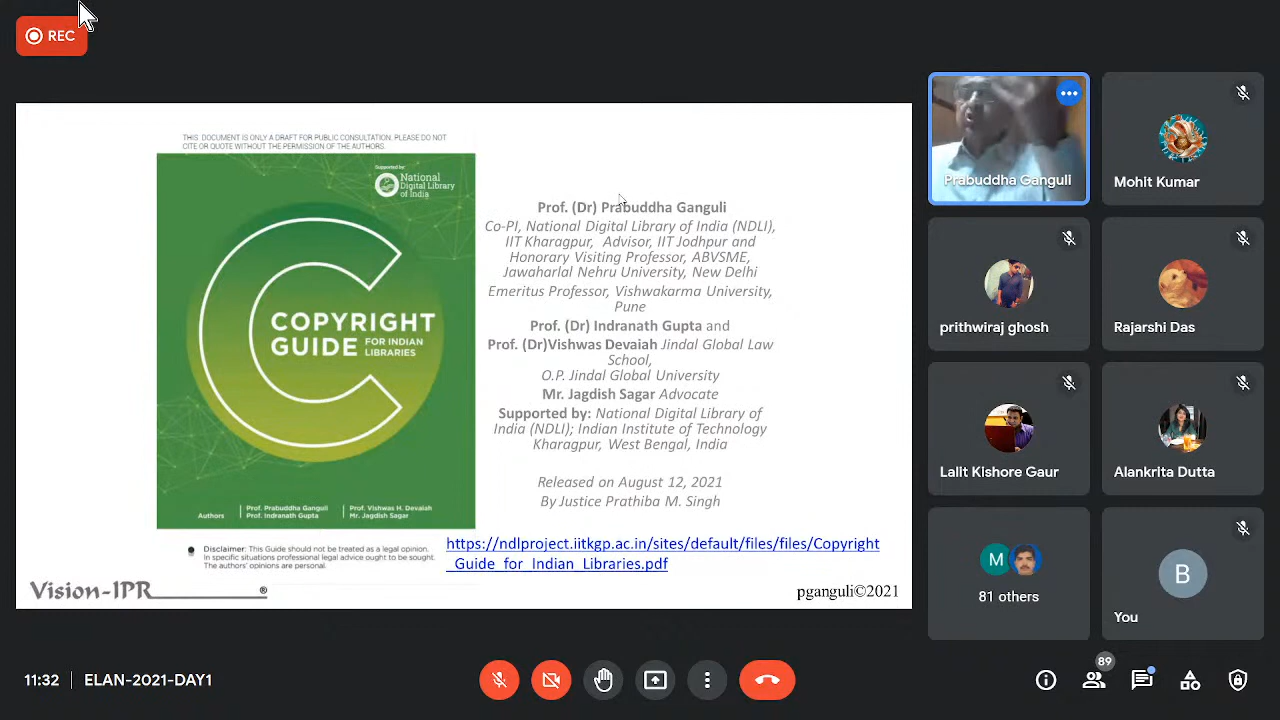 REC
THIS DOCUMENT IS ONLY A DRAFT FOR PUBLIC CONSULTATION. PLEASE DO NOT
CITE OR QUOTE WITHOUT THE PERMISSION OF THE AUTHORS.
Supported by:
National
Digital Library
of India
COPYRIGHT
GUIDE FOR INDIAN
LIBRARIES
Authors
Prof. Prabuddha Ganguli
Prof. Indranath Gupta
Prof. Vishwas H. Devaiah
Mr. Jagdish Sagar
Disclaimer: This Guide should not be treated as a legal opinion.
In specific situations professional legal advice ought to be sought.
The authors' opinions are personal.
Prof. (Dr) Prabuddha Ganguli
Co-PI, National Digital Library of India (NDLI),
IIT Kharagpur, Advisor, IIT Jodhpur and
Honorary Visiting Professor, ABVSME,
Jawaharlal Nehru University, New Delhi
Emeritus Professor, Vishwakarma University,
Pune
Prof. (Dr) Indranath Gupta and
Prof. (Dr)Vishwas Devaiah Jindal Global Law
School,
O.P. Jindal Global University
Mr. Jagdish Sagar Advocate
Supported by: National Digital Library of
India (NDLI); Indian Institute of Technology
Kharagpur, West Bengal, India
Released on August 12, 2021
By Justice Prathiba M. Singh
https://ndlproject.iitkgp.ac.in/sites/default/files/files/Copyright
_Guide_for_Indian_Libraries.pdf
Vision-IPR ®
pganguli©2021
Prabuddha Ganguli
Mohit Kumar
prithwiraj ghosh
Rajarshi Das
Lalit Kishore Gaur
Alankrita Dutta
M
81 others
B
You
11:32 | ELAN-2021-DAY1
89